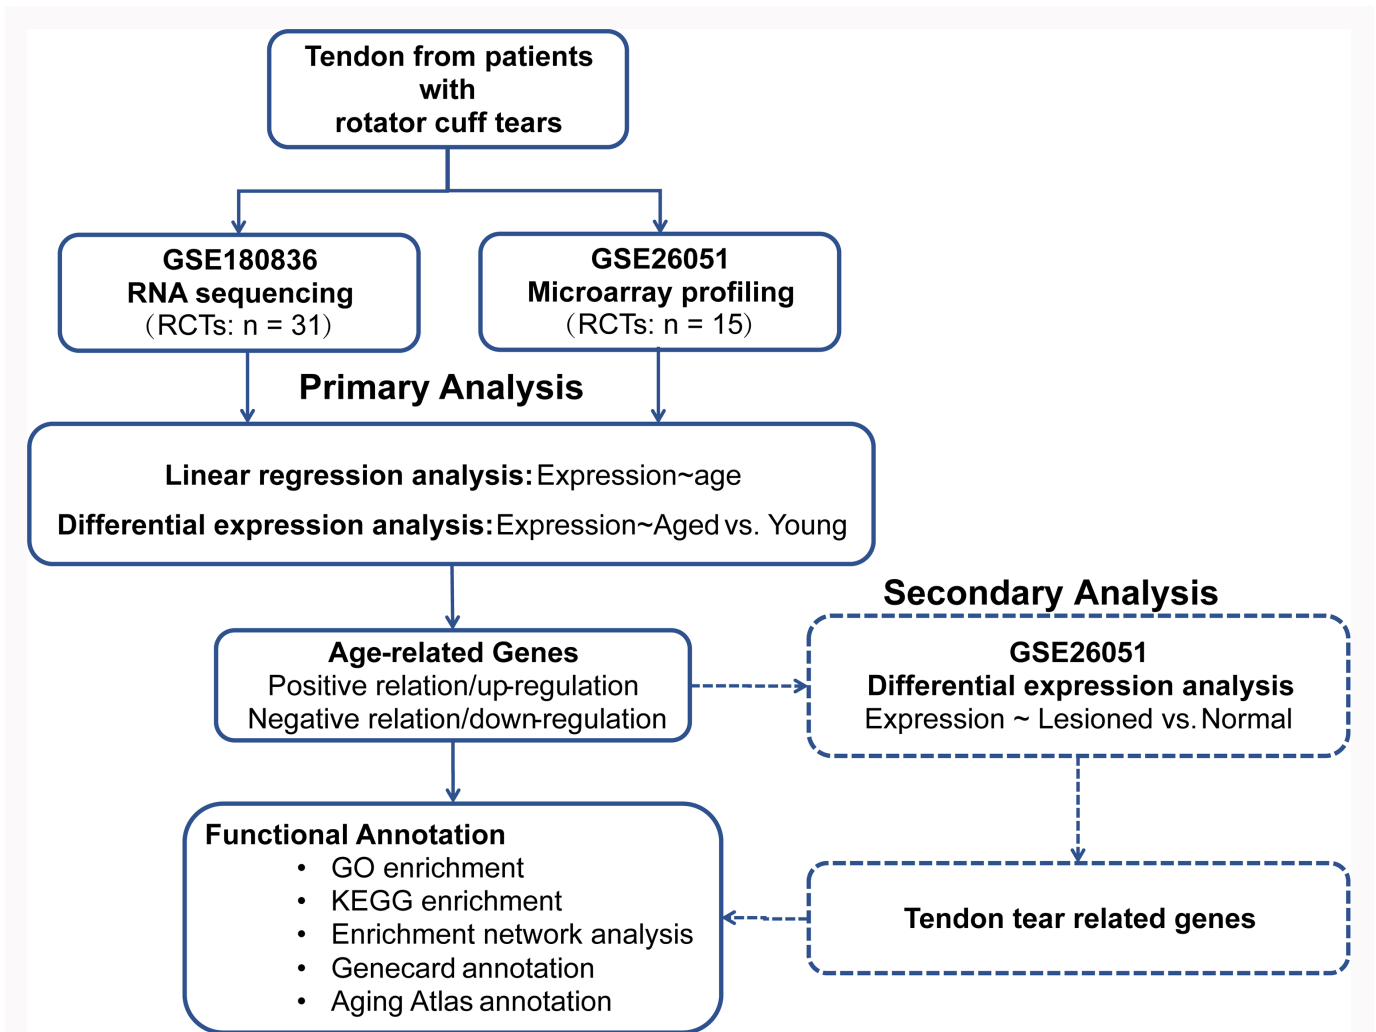 Tendon from patients
with
rotator cuff tears
GSE180836
RNA sequencing
(RCTs: n = 31)
GSE26051
Microarray profiling
(RCTs: n = 15)
Primary Analysis
Linear regression analysis: Expression~age
Differential expression analysis: Expression~Aged vs. Young
Age-related Genes
Positive relation/up-regulation
Negative relation/down-regulation
Secondary Analysis
GSE26051
Differential expression analysis
Expression ~ Lesioned vs. Normal
Tendon tear related genes
Functional Annotation
• GO enrichment
• KEGG enrichment
• Enrichment network analysis
• Genecard annotation
• Aging Atlas annotation